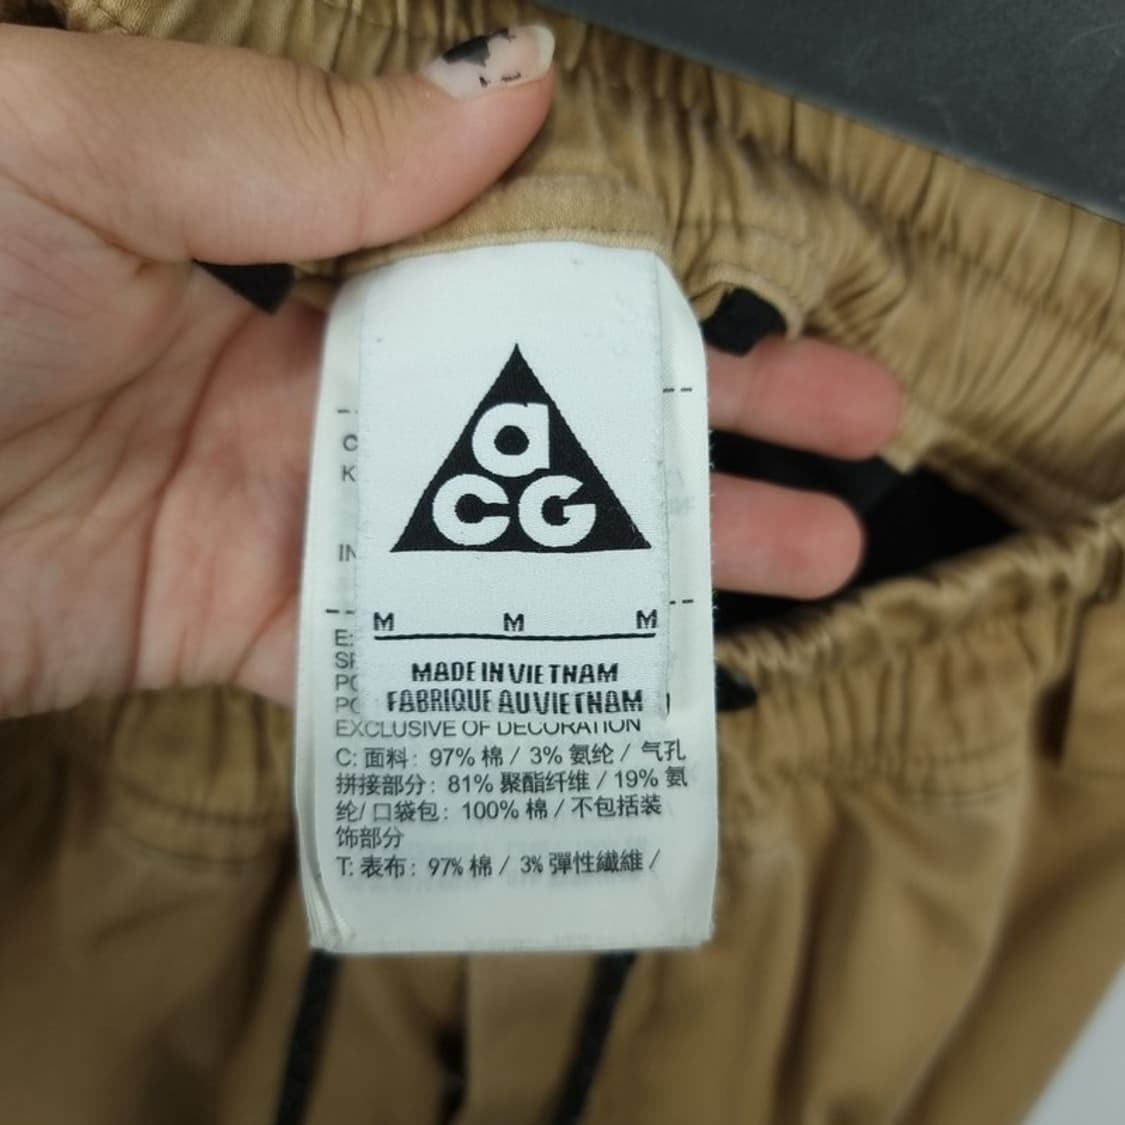 a
CG
M M M
MADE IN VIETNAM
FABRIQUE AU VIETNAM
EXCLUSIVE OF DECORATION
C: 面料: 97% 棉 / 3% 氨纶 / 气孔
拼接部分: 81% 聚酯纤维 / 19% 氨
纶/ 口袋包: 100% 棉 / 不包括装
饰部分
T: 表布: 97% 棉 / 3% 彈性纖維 /